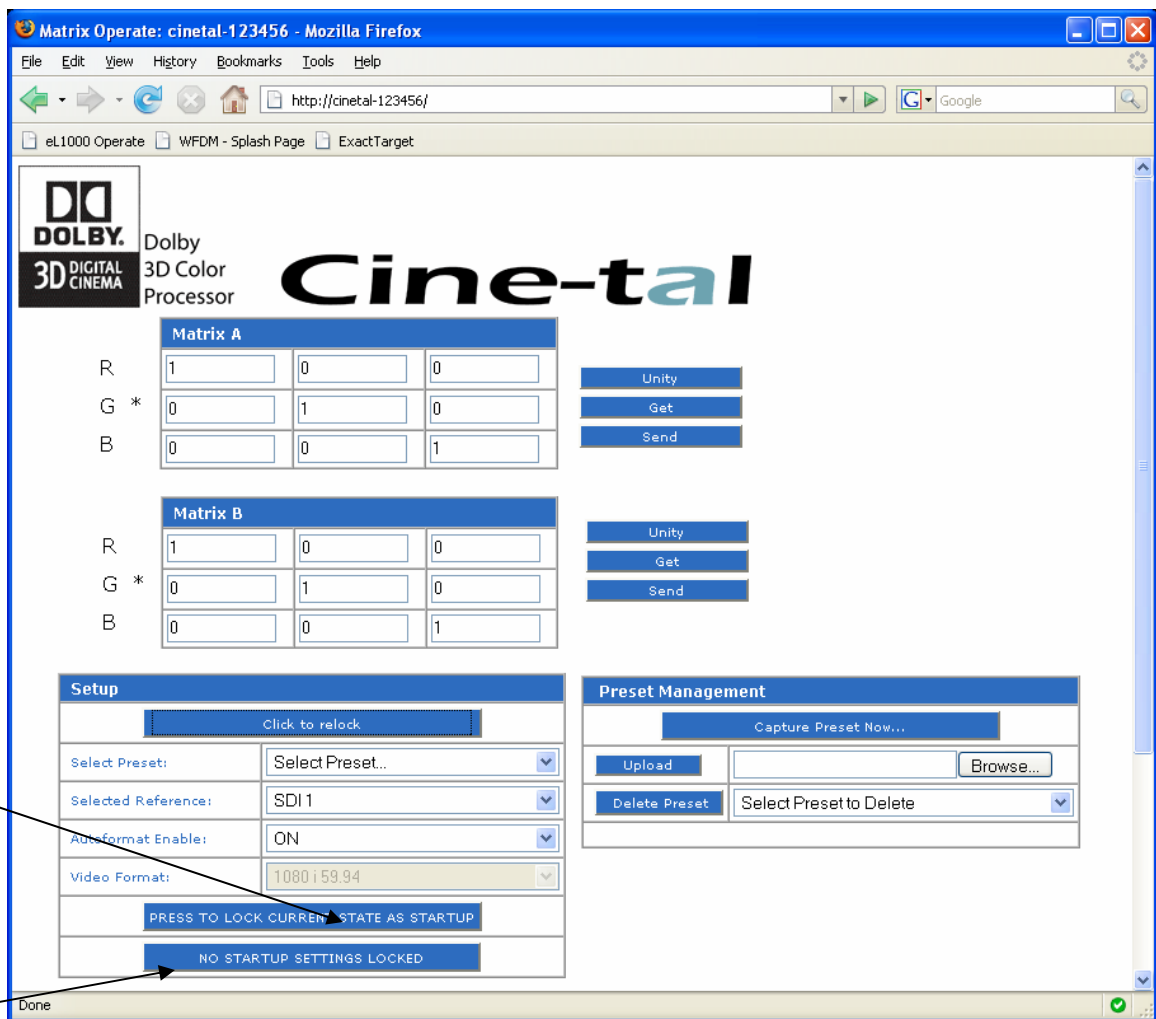 Matrix Operate: cinetal-123456 - Mozilla Firefox
File Edit View History Bookmarks Tools Help
http://cinetal-123456/
G Google
eL1000 Operate WFDM - Splash Page ExactTarget
DOLBY.
3D DIGITAL CINEMA
Dolby
3D Color
Processor
Cine-tal
Matrix A
R 1 0 0
G * 0 1 0
B 0 0 1
Unity
Get
Send
Matrix B
R 1 0 0
G * 0 1 0
B 0 0 1
Unity
Get
Send
Setup
Click to relock
Select Preset: Select Preset...
Selected Reference: SDI 1
Autoformat Enable: ON
Video Format: 1080 i 59.94
PRESS TO LOCK CURRENT STATE AS STARTUP
NO STARTUP SETTINGS LOCKED
Preset Management
Capture Preset Now...
Upload Browse...
Delete Preset Select Preset to Delete
Done